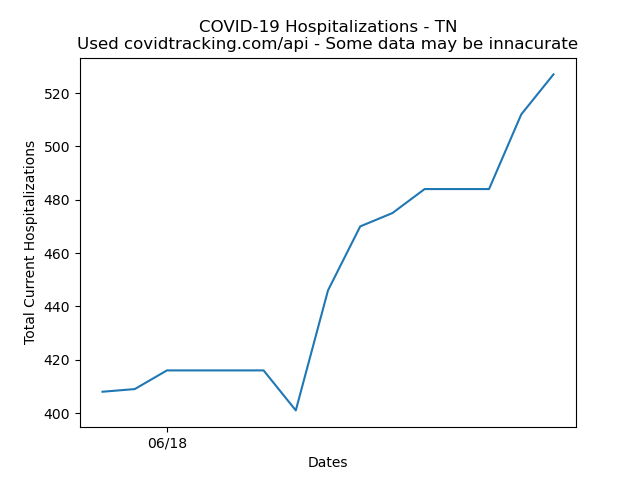 COVID-19 Hospitalizations - TN
Used covidtracking.com/api - Some data may be innacurate
520
500
480
460
440
420
400
Total Current Hospitalizations
06/18
Dates